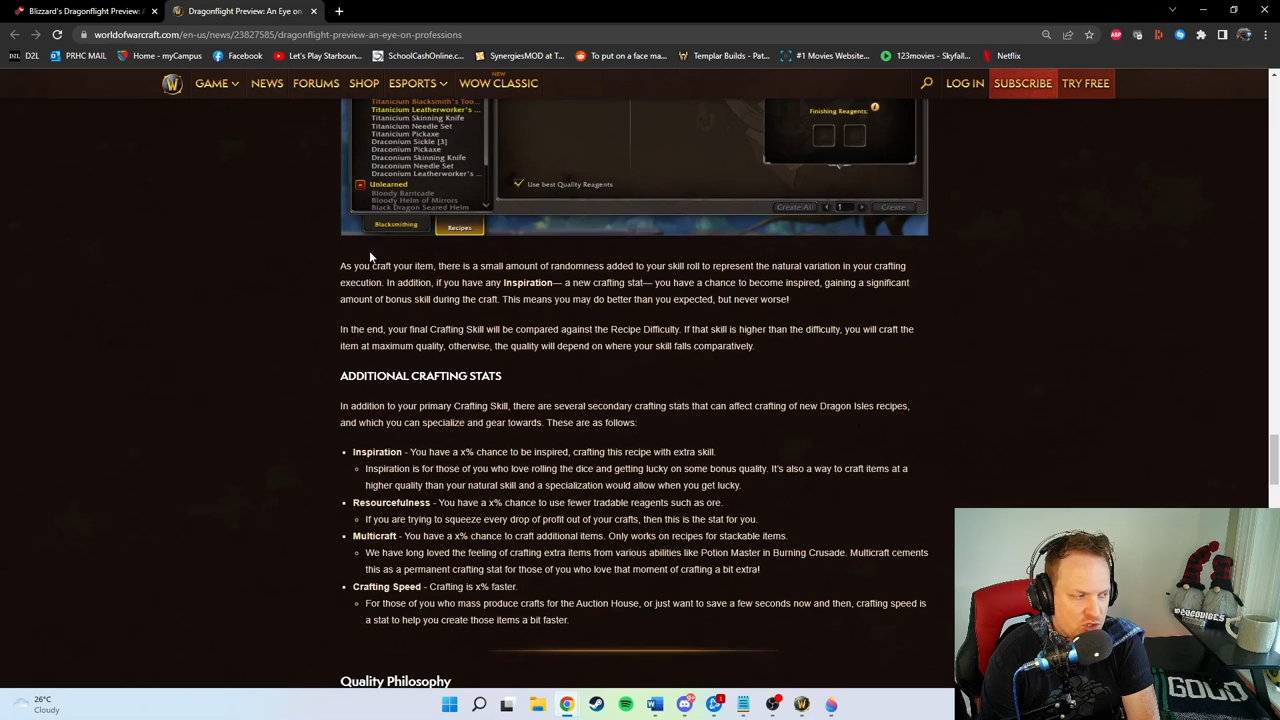 Blizzard's Dragonflight Preview: A
Dragonflight Preview: An Eye on
worldofwarcraft.com/en-us/news/23827585/dragonflight-preview-an-eye-on-professions
ABP
D2L D2L
PRHC MAIL
Home - myCampus
Facebook
Let's Play Starboun...
SchoolCashOnline.c...
SynergiesMOD at T...
To put on a face ma...
Templar Builds - Pat...
#1 Movies Website...
123movies - Skyfall...
Netflix
GAME
NEWS
FORUMS
SHOP
ESPORTS
NEW
WOW CLASSIC
LOG IN
SUBSCRIBE
TRY FREE
Titanicium Blacksmith's Too...
Titanicium Leatherworker's ...
Titanicium Skinning Knife
Titanicium Needle Set
Titanicium Pickaxe
Draconium Sickle [3]
Draconium Pickaxe
Draconium Skinning Knife
Draconium Needle Set
Draconium Leatherworker's ...
Unlearned
Bloody Barricade
Bloody Helm of Mirrors
Black Dragon Seared Helm
Finishing Reagents:
Use best Quality Reagents
Create All
1
Create
Blacksmithing
Recipes
As you craft your item, there is a small amount of randomness added to your skill roll to represent the natural variation in your crafting
execution. In addition, if you have any Inspiration— a new crafting stat— you have a chance to become inspired, gaining a significant
amount of bonus skill during the craft. This means you may do better than you expected, but never worse!
In the end, your final Crafting Skill will be compared against the Recipe Difficulty. If that skill is higher than the difficulty, you will craft the
item at maximum quality, otherwise, the quality will depend on where your skill falls comparatively.
ADDITIONAL CRAFTING STATS
In addition to your primary Crafting Skill, there are several secondary crafting stats that can affect crafting of new Dragon Isles recipes,
and which you can specialize and gear towards. These are as follows:
Inspiration - You have a x% chance to be inspired, crafting this recipe with extra skill.
Inspiration is for those of you who love rolling the dice and getting lucky on some bonus quality. It's also a way to craft items at a
higher quality than your natural skill and a specialization would allow when you get lucky.
Resourcefulness - You have a x% chance to use fewer tradable reagents such as ore.
If you are trying to squeeze every drop of profit out of your crafts, then this is the stat for you.
Multicraft - You have a x% chance to craft additional items. Only works on recipes for stackable items.
We have long loved the feeling of crafting extra items from various abilities like Potion Master in Burning Crusade. Multicraft cements
this as a permanent crafting stat for those of you who love that moment of crafting a bit extra!
Crafting Speed - Crafting is x% faster.
For those of you who mass produce crafts for the Auction House, or just want to save a few seconds now and then, crafting speed is
a stat to help you create those items a bit faster.
Quality Philosophy
GOLD
26°C
Cloudy